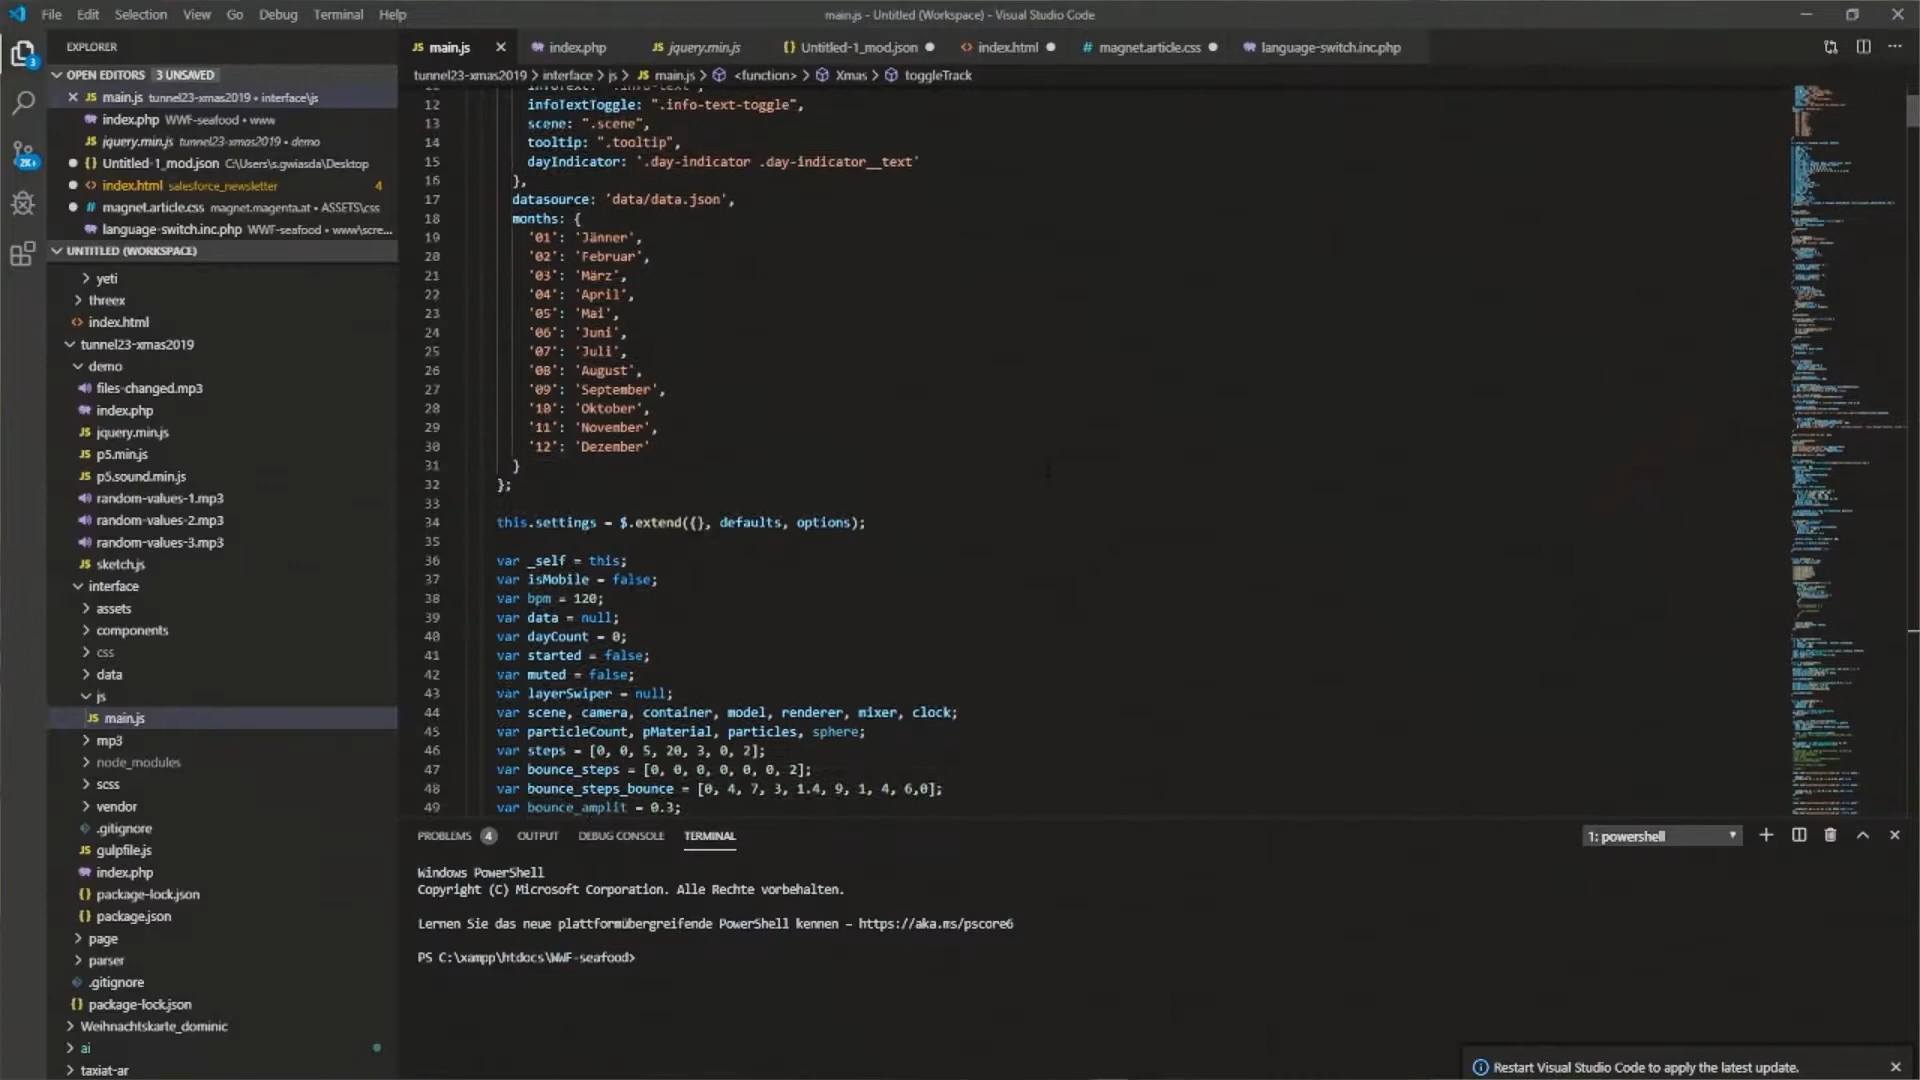 File Edit Selection View Go Debug Terminal Help
main.js - Untitled (Workspace) - Visual Studio Code
EXPLORER
OPEN EDITORS 3 UNSAVED
main.js tunnel23-xmas2019 • interface\js
index.php WWF-seafood • www
jquery.min.js tunnel23-xmas2019 • demo
Untitled-1_mod.json C:\Users\s.gwiasda\Desktop
index.html salesforce_newsletter 4
magnet.article.css magnet.magenta.at • ASSETS\css
language-switch.inc.php WWF-seafood • www\scre...
UNTITLED (WORKSPACE)
yeti
threex
index.html
tunnel23-xmas2019
demo
files-changed.mp3
index.php
jquery.min.js
p5.min.js
p5.sound.min.js
random-values-1.mp3
random-values-2.mp3
random-values-3.mp3
sketch.js
interface
assets
components
css
data
js
main.js
mp3
node_modules
scss
vendor
.gitignore
gulpfile.js
index.php
package-lock.json
package.json
page
parser
.gitignore
package-lock.json
Weihnachtskarte_dominic
ai
taxiat-ar
3
2K+
main.js index.php jquery.min.js Untitled-1_mod.json index.html magnet.article.css language-switch.inc.php
tunnel23-xmas2019 > interface > js > JS main.js > <function> > Xmas > toggleTrack
12 infoTextToggle: ".info-text-toggle",
13 scene: ".scene",
14 tooltip: ".tooltip",
15 dayIndicator: '.day-indicator .day-indicator__text'
16 },
17 datasource: 'data/data.json',
18 months: {
19 '01': 'Jänner',
20 '02': 'Februar',
21 '03': 'März',
22 '04': 'April',
23 '05': 'Mai',
24 '06': 'Juni',
25 '07': 'Juli',
26 '08': 'August',
27 '09': 'September',
28 '10': 'Oktober',
29 '11': 'November',
30 '12': 'Dezember'
31 }
32 };
33
34 this.settings = $.extend({}, defaults, options);
35
36 var _self = this;
37 var isMobile = false;
38 var bpm = 120;
39 var data = null;
40 var dayCount = 0;
41 var started = false;
42 var muted = false;
43 var layerSwiper = null;
44 var scene, camera, container, model, renderer, mixer, clock;
45 var particleCount, pMaterial, particles, sphere;
46 var steps = [0, 0, 5, 20, 3, 0, 2];
47 var bounce_steps = [0, 0, 0, 0, 0, 0, 2];
48 var bounce_steps_bounce = [0, 4, 7, 3, 1.4, 9, 1, 4, 6,0];
49 var bounce_amplit = 0.3;
PROBLEMS 4 OUTPUT DEBUG CONSOLE TERMINAL
1: powershell
Windows PowerShell
Copyright (C) Microsoft Corporation. Alle Rechte vorbehalten.
Lernen Sie das neue plattformübergreifende PowerShell kennen – https://aka.ms/pscore6
PS C:\xampp\htdocs\WWF-seafood>
Restart Visual Studio Code to apply the latest update.